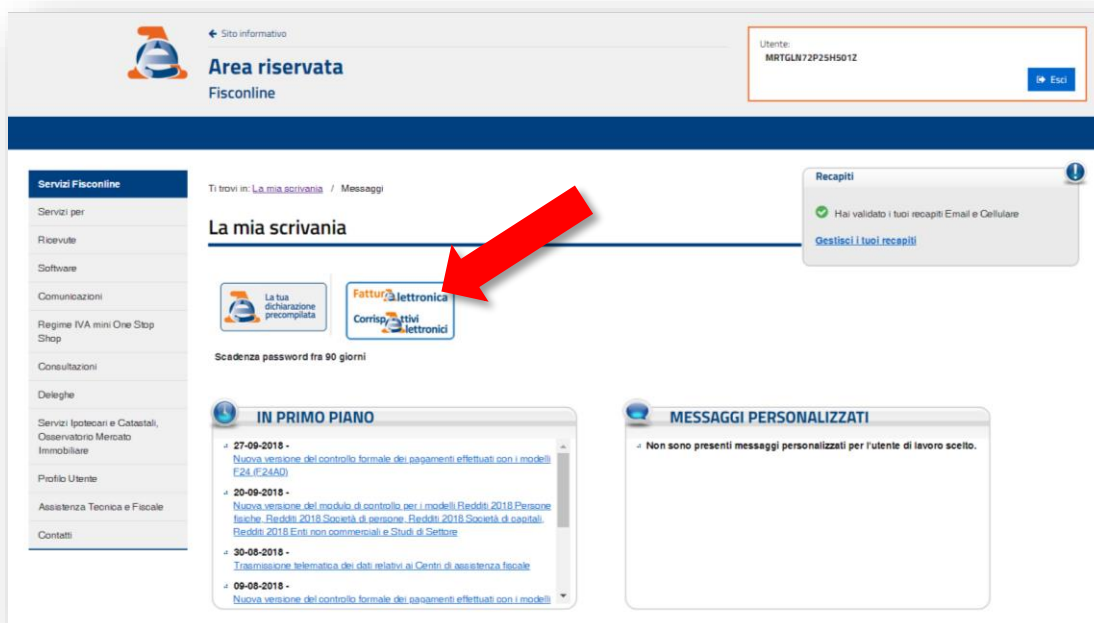 Sito informativo
Area riservata
Fisconline
Utente:
MRTGLN72P25H501Z
Esci
Servizi Fisconline
Servizi per
Ricevute
Software
Comunicazioni
Regime IVA mini One Stop
Shop
Consultazioni
Deleghe
Servizi Ipotecari e Catastali,
Osservatorio Mercato
Immobiliare
Profilo Utente
Assistenza Tecnica e Fiscale
Contatti
Ti trovi in: La mia scrivania / Messaggi
La mia scrivania
Recapiti
Hai validato i tuoi recapiti Email e Cellulare
Gestisci i tuoi recapiti
La tua
dichiarazione
precompilata
Fatturaelettronica
Corrispettivi
elettronici
Scadenza password fra 90 giorni
IN PRIMO PIANO
27-09-2018 -
Nuova versione del controllo formale dei pagamenti effettuati con i modelli
F24 (F24A0)
20-09-2018 -
Nuova versione del modulo di controllo per i modelli Redditi 2018 Persone
fisiche, Redditi 2018 Società di persone, Redditi 2018 Società di capitali,
Redditi 2018 Enti non commerciali e Studi di Settore
30-08-2018 -
Trasmissione telematica dei dati relativi ai Centri di assistenza fiscale
09-08-2018 -
Nuova versione del controllo formale dei pagamenti effettuati con i modelli
MESSAGGI PERSONALIZZATI
Non sono presenti messaggi personalizzati per l'utente di lavoro scelto.